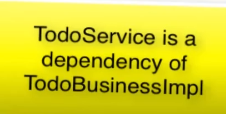 TodoService is a
dependency of
TodoBusinessImpl